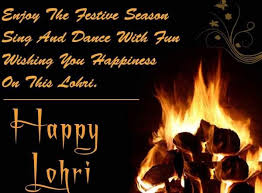 Enjoy The Festive Season
Sing And Dance With Fun
Wishing You Happiness
On This Lohri.
Happy
Lohri